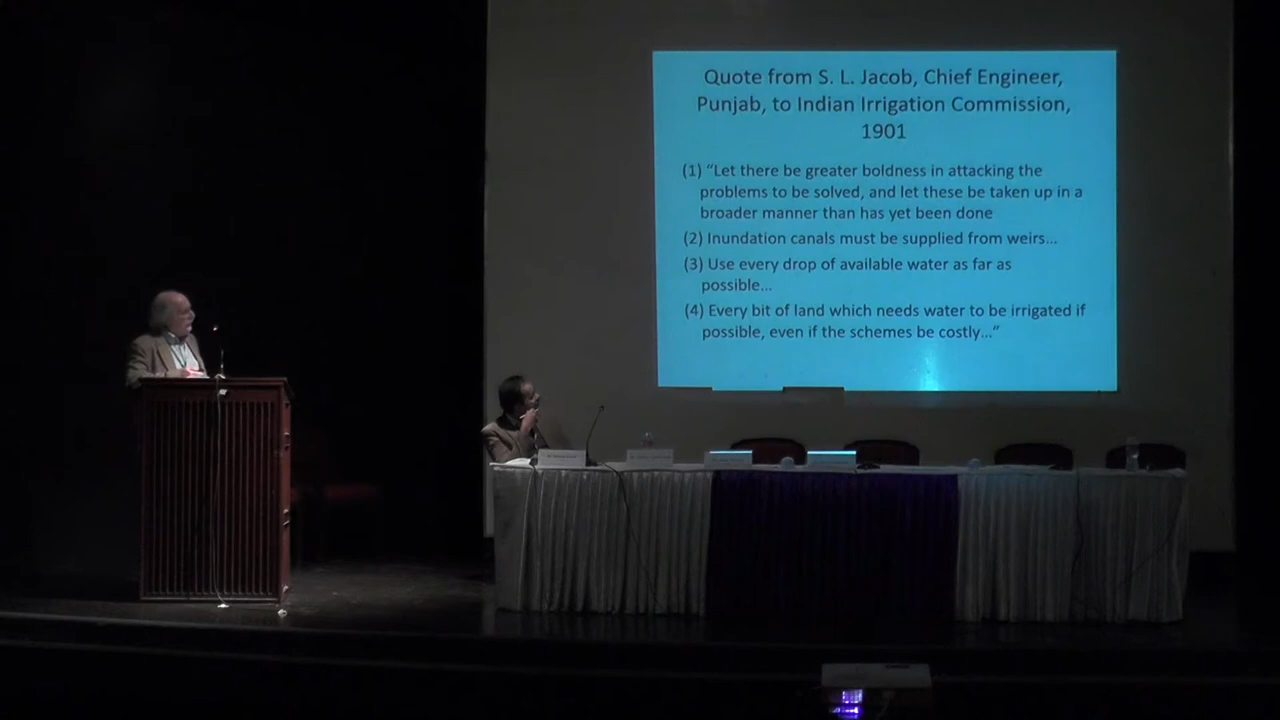 Quote from S. L. Jacob, Chief Engineer,
Punjab, to Indian Irrigation Commission,
1901
(1) “Let there be greater boldness in attacking the
problems to be solved, and let these be taken up in a
broader manner than has yet been done
(2) Inundation canals must be supplied from weirs…
(3) Use every drop of available water as far as
possible…
(4) Every bit of land which needs water to be irrigated if
possible, even if the schemes be costly…”